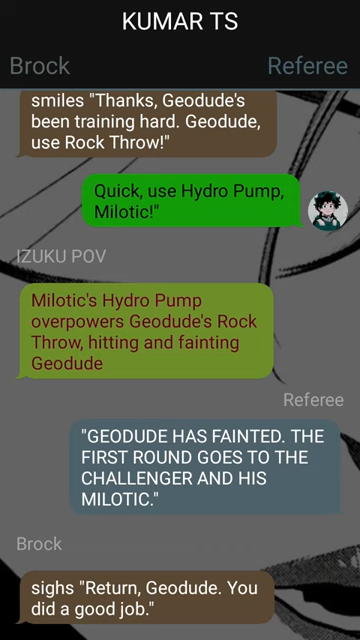 KUMAR TS
Brock
Referee
smiles "Thanks, Geodude's
been training hard. Geodude,
use Rock Throw!"
Quick, use Hydro Pump,
Milotic!"
IZUKU POV
Milotic's Hydro Pump
overpowers Geodude's Rock
Throw, hitting and fainting
Geodude
Referee
"GEODUDE HAS FAINTED. THE
FIRST ROUND GOES TO THE
CHALLENGER AND HIS
MILOTIC."
Brock
sighs "Return, Geodude. You
did a good job."